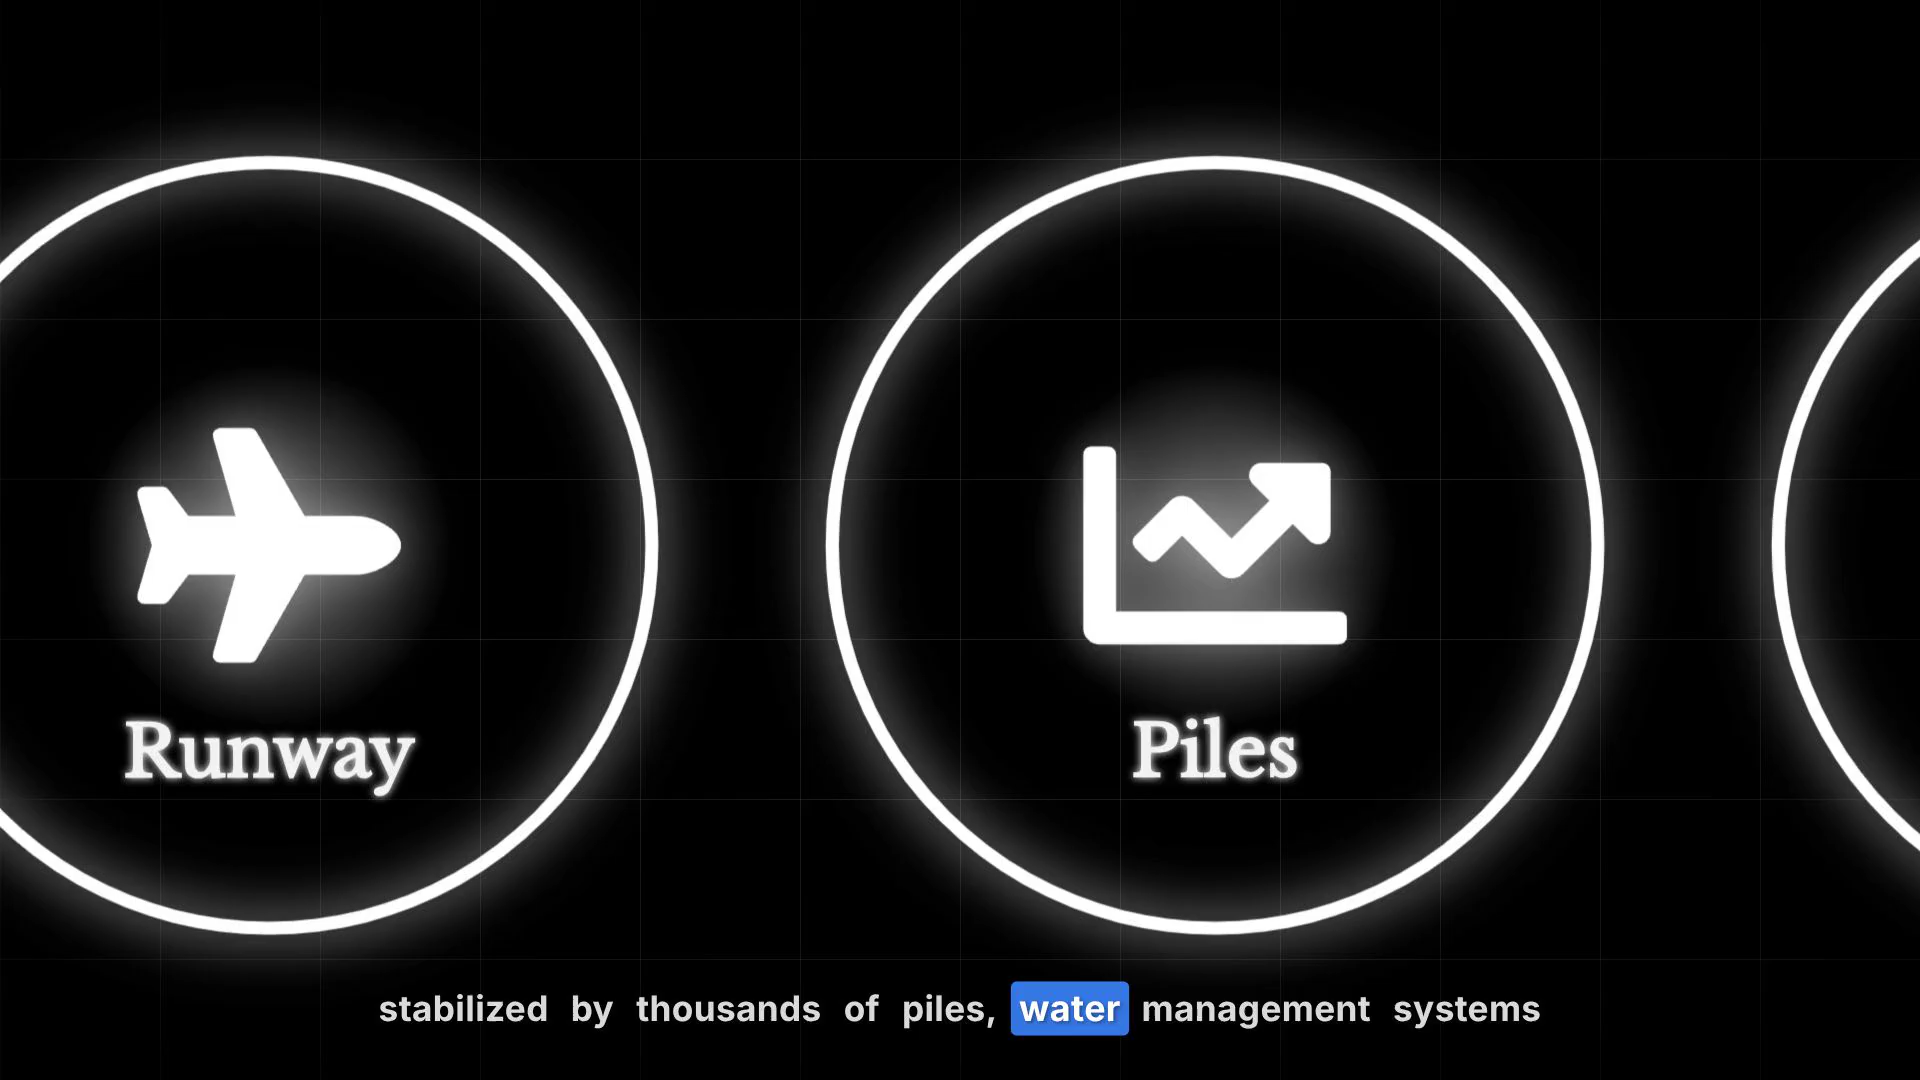 Runway
Piles
stabilized by thousands of piles, water management systems